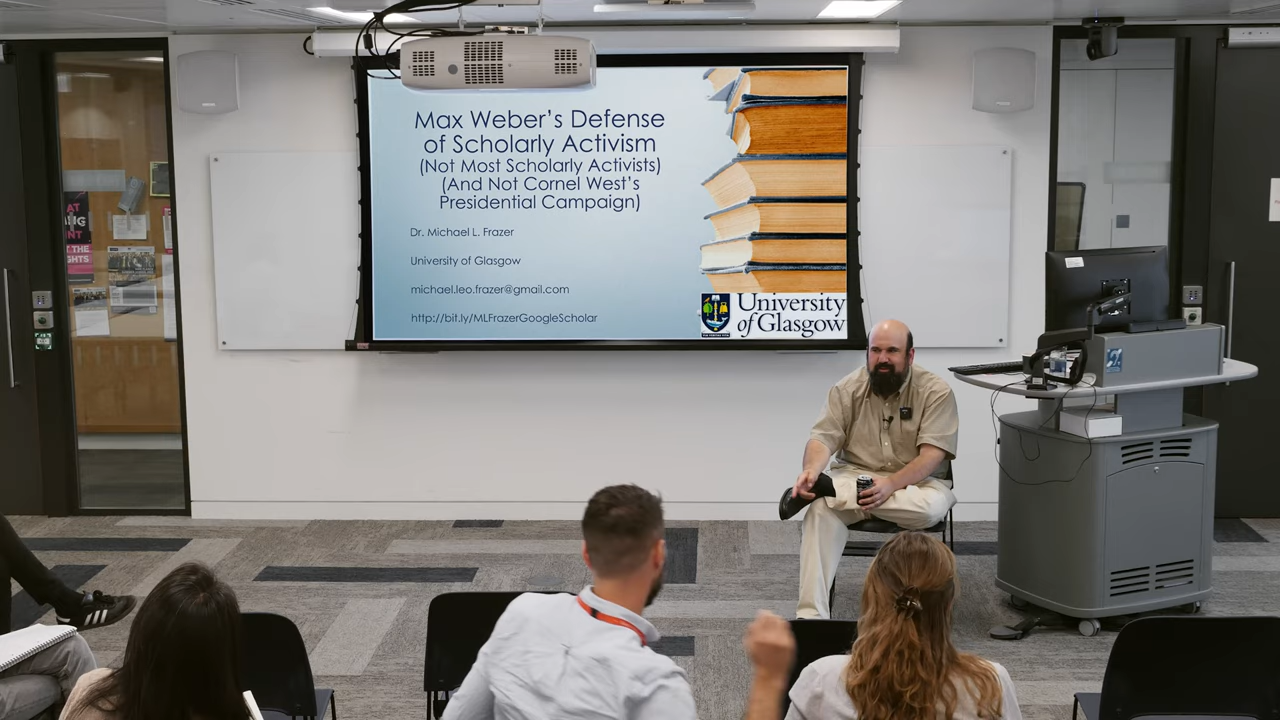 Max Weber's Defense
of Scholarly Activism
(Not Most Scholarly Activists)
(And Not Cornel West's
Presidential Campaign)
Dr. Michael L. Frazer
University of Glasgow
michael.leo.frazer@gmail.com
http://bit.ly/MLFrazerGoogleScholar
University
of Glasgow